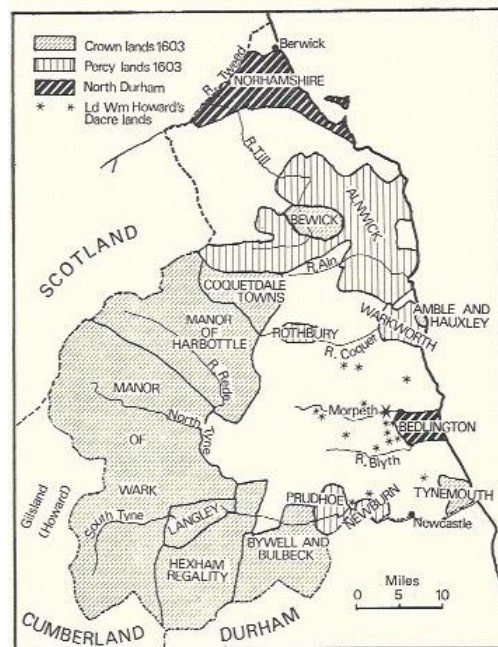 Crown lands 1603
Percy lands 1603
North Durham
Ld Wm Howard's
Dacre lands
Berwick
R. Tweed
NORHAMSHIRE
R. Till
BEWICK
ALNWICK
SCOTLAND
R. Aln
COQUETDALE
TOWNS
AMBLE AND
HAUXLEY
WARKWORTH
MANOR
OF
HARBOTTLE
ROTHBURY
R. Coquet
R. Rede
MANOR
North
Tyne
Morpeth
BEDLINGTON
OF
R. Blyth
Gilsland
(Howard)
WARK
PRUDHOE
NEWBURN
TYNEMOUTH
South Tyne
LANGLEY
Newcastle
BYWELL AND
BULBECK
HEXHAM
REGALITY
Miles
0 5 10
CUMBERLAND
DURHAM